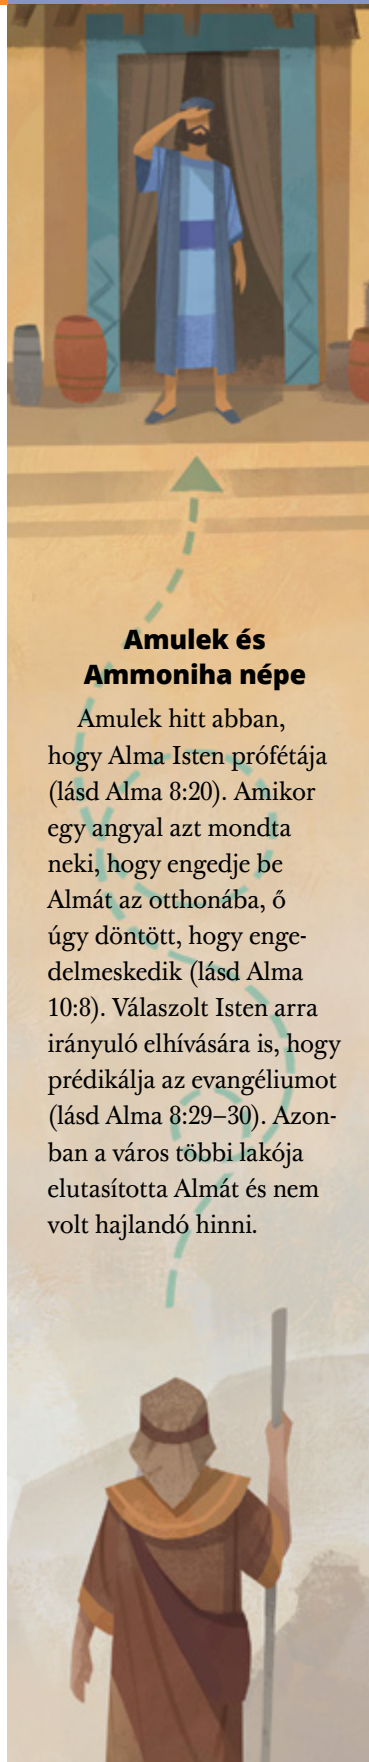 Amulek és
Ammoniha népe
Amulek hitt abban,
hogy Alma Isten prófétája
(lásd Alma 8:20). Amikor
egy angyal azt mondta
neki, hogy engedje be
Almát az otthonába, ő
úgy döntött, hogy enge-
delmeskedik (lásd Alma
10:8). Válaszolt Isten arra
irányuló elhívására is, hogy
prédikálja az evangéliumot
(lásd Alma 8:29–30). Azon-
ban a város többi lakója
elutasította Almát és nem
volt hajlandó hinni.